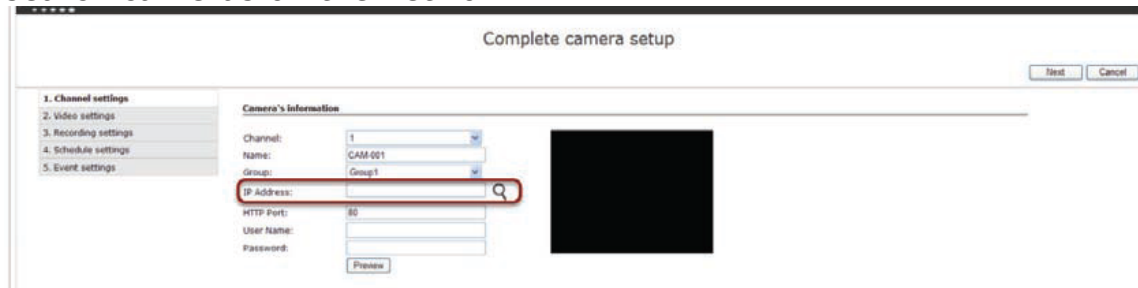 Complete camera setup
Next Cancel
1. Channel settings
2. Video settings
3. Recording settings
4. Schedule settings
5. Event settings
Camera's information
Channel: 1
Name: CAM-001
Group: Group1
IP Address:
HTTP Port: 80
User Name:
Password:
Preview